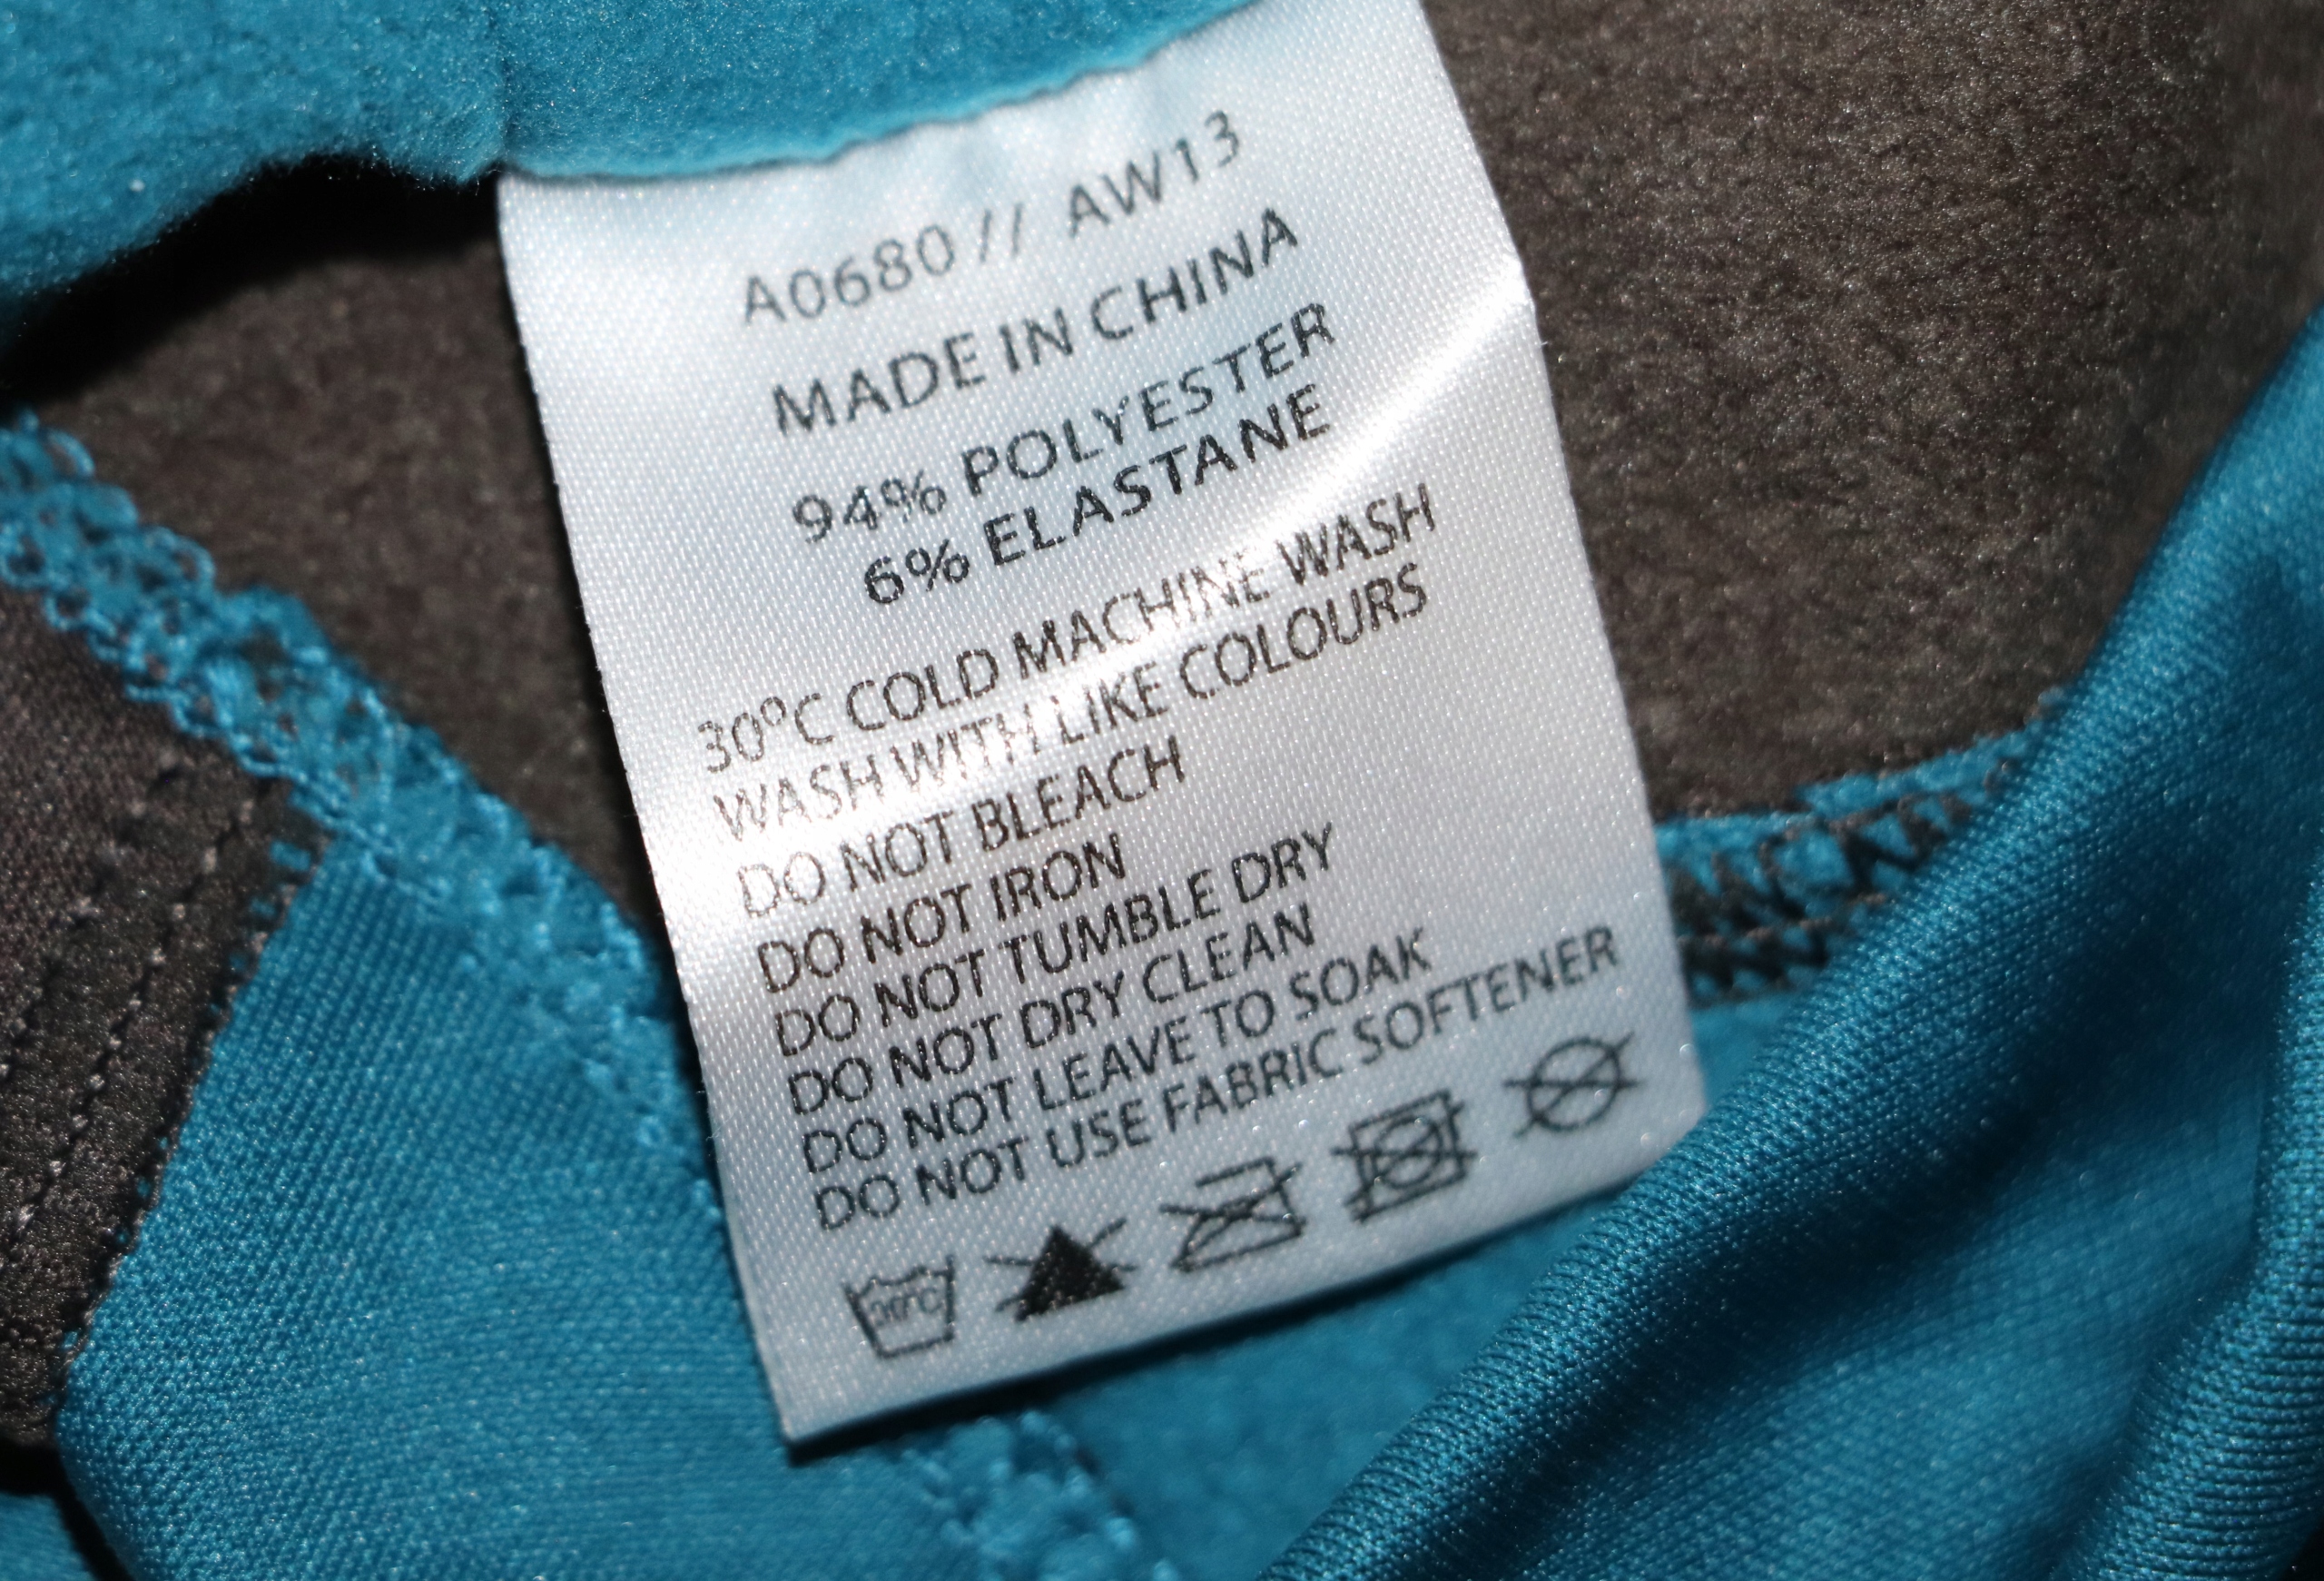 A0680 // AW13
MADE IN CHINA
94% POLYESTER
6% ELASTANE
30ºC COLD MACHINE WASH
WASH WITH LIKE COLOURS
DO NOT BLEACH
DO NOT IRON
DO NOT TUMBLE DRY
DO NOT DRY CLEAN
DO NOT LEAVE TO SOAK
DO NOT USE FABRIC SOFTENER
30ºC